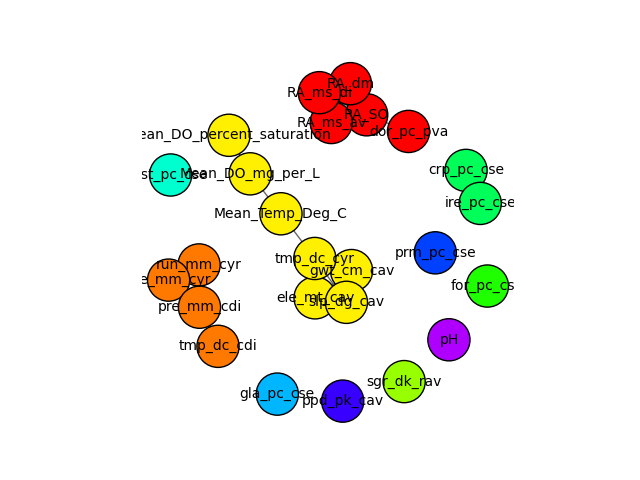 RA_dm
RA_ms_di
RA_SO
RA_ms_av
dor_pc_pva
ean_DO_percent_saturation
crp_pc_cse
st_pc_cse
Mean_DO_mg_per_L
ire_pc_cse
Mean_Temp_Deg_C
prm_pc_cse
tmp_dc_cyr
run_mm_cyr
gwt_cm_cav
e_mm_cyr
for_pc_cs
ele_mt_cav
slp_dg_cav
pre_mm_cdi
pH
tmp_dc_cdi
sgr_dk_rav
gla_pc_cse
ppd_pk_cav